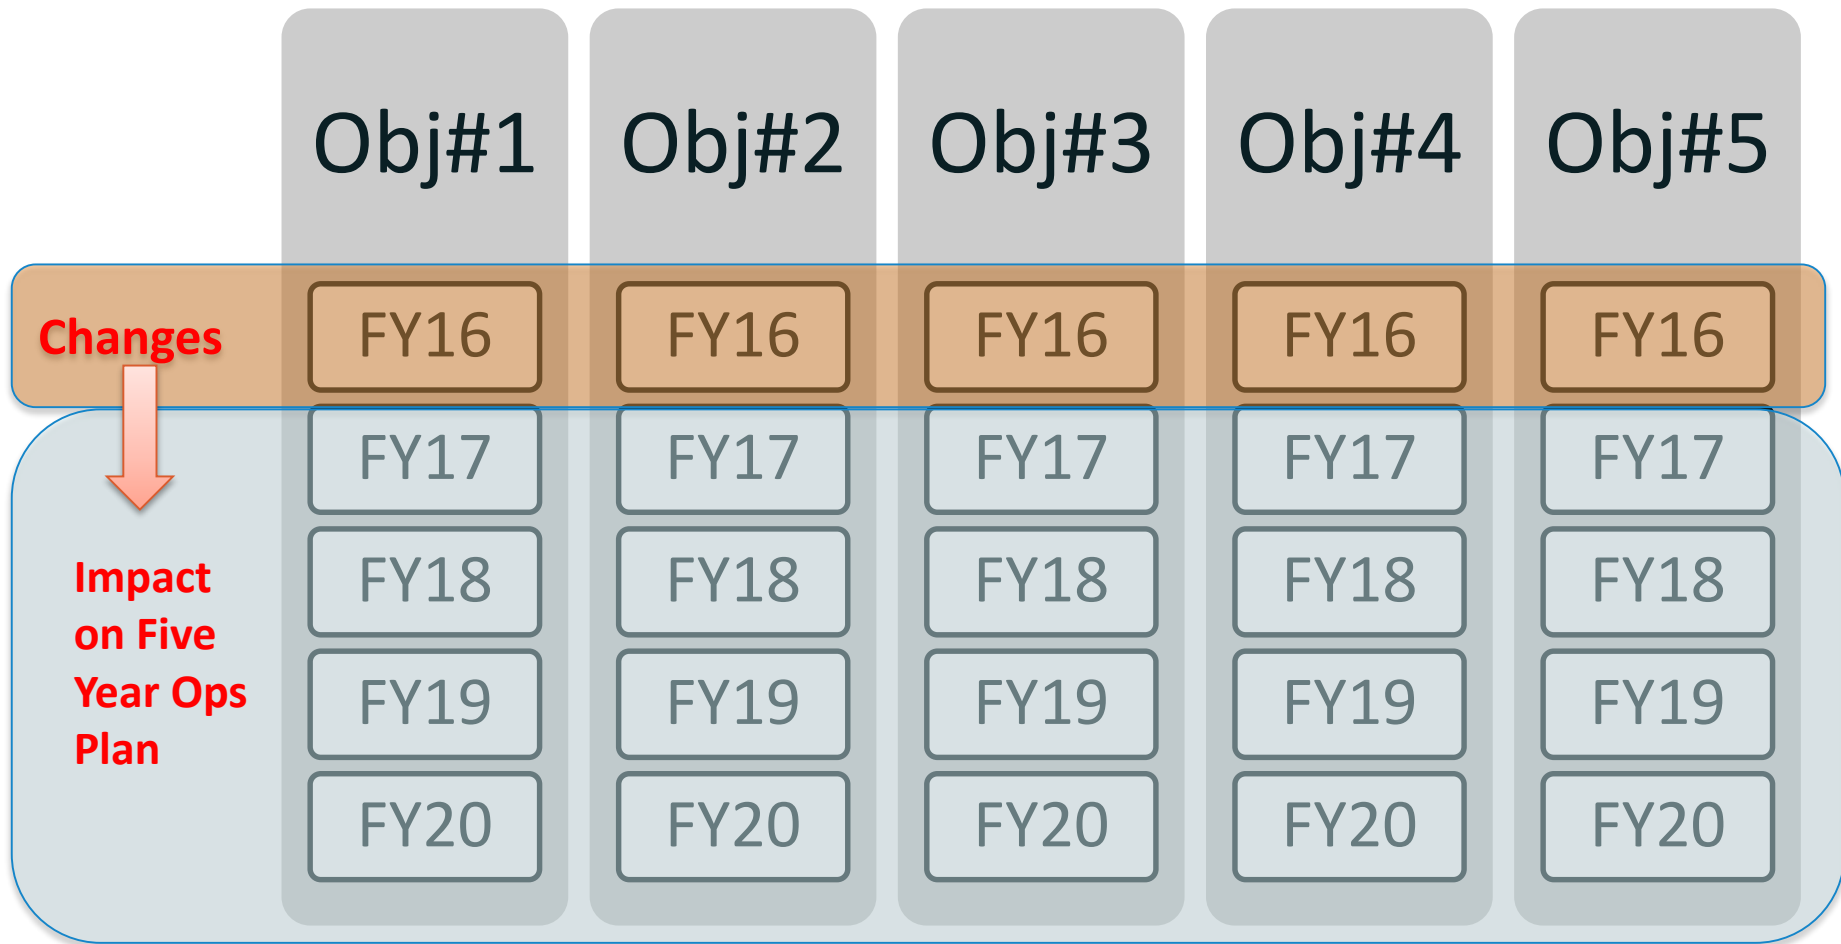 Obj#1 Obj#2 Obj#3 Obj#4 Obj#5
Changes FY16 FY16 FY16 FY16 FY16
FY17 FY17 FY17 FY17 FY17
Impact
on Five
Year Ops
Plan
FY18 FY18 FY18 FY18 FY18
FY19 FY19 FY19 FY19 FY19
FY20 FY20 FY20 FY20 FY20